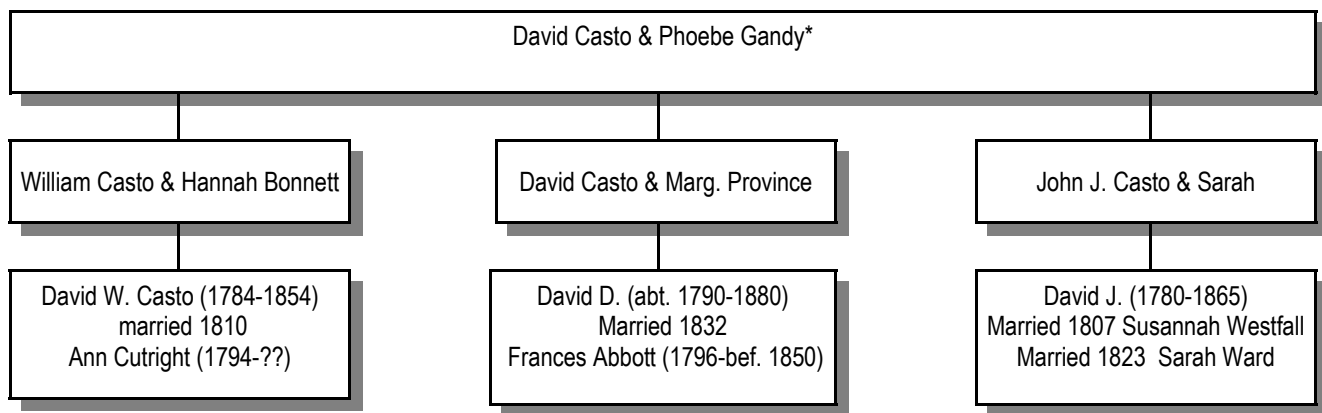 David Casto & Phoebe Gandy*
William Casto & Hannah Bonnett
David Casto & Marg. Province
John J. Casto & Sarah
David W. Casto (1784-1854)
married 1810
Ann Cutright (1794-??)
David D. (abt. 1790-1880)
Married 1832
Frances Abbott (1796-bef. 1850)
David J. (1780-1865)
Married 1807 Susannah Westfall
Married 1823 Sarah Ward